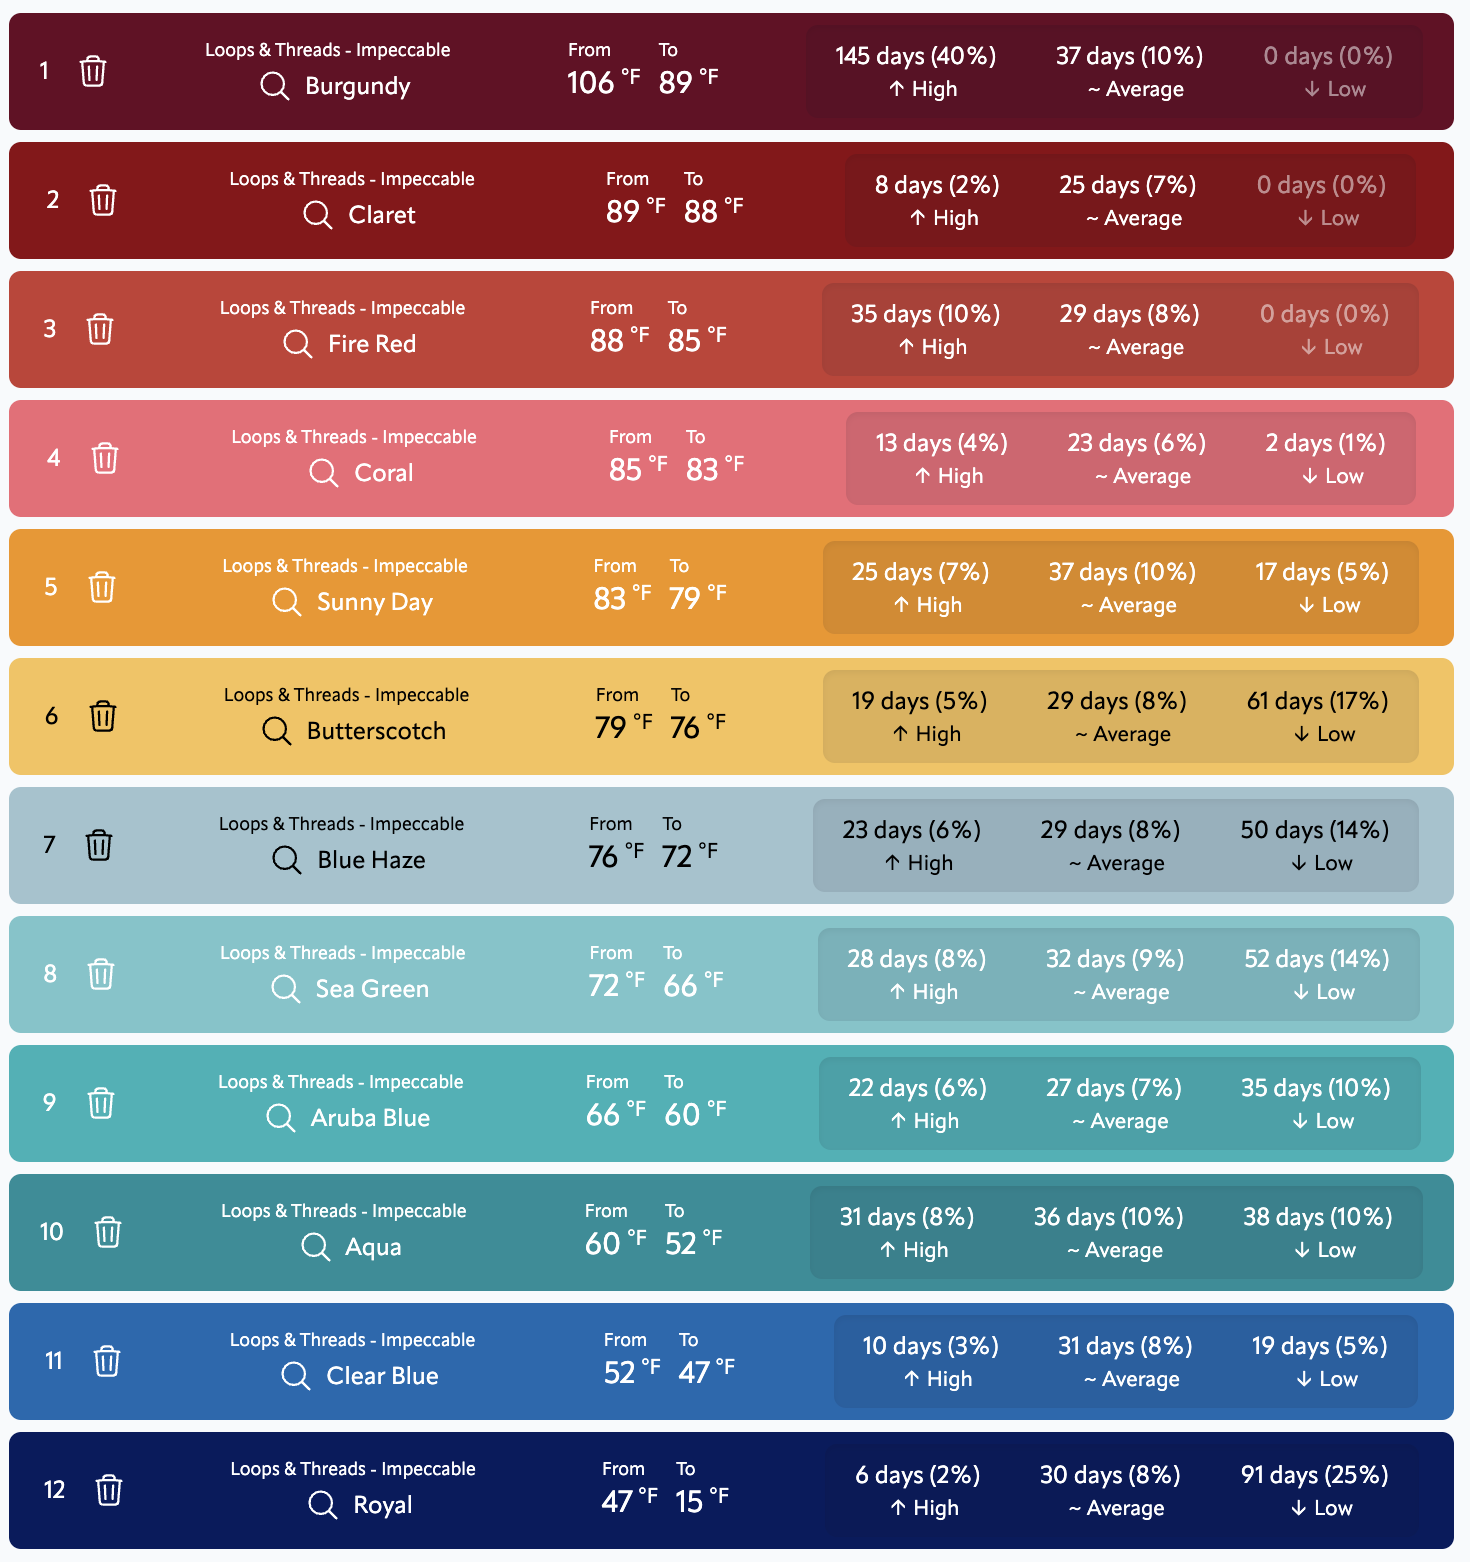 1
Loops & Threads - Impeccable
Burgundy
From To
106 °F 89 °F
145 days (40%) 37 days (10%) 0 days (0%)
↑ High ~ Average ↓ Low
2
Loops & Threads - Impeccable
Claret
From To
89 °F 88 °F
8 days (2%) 25 days (7%) 0 days (0%)
↑ High ~ Average ↓ Low
3
Loops & Threads - Impeccable
Fire Red
From To
88 °F 85 °F
35 days (10%) 29 days (8%) 0 days (0%)
↑ High ~ Average ↓ Low
4
Loops & Threads - Impeccable
Coral
From To
85 °F 83 °F
13 days (4%) 23 days (6%) 2 days (1%)
↑ High ~ Average ↓ Low
5
Loops & Threads - Impeccable
Sunny Day
From To
83 °F 79 °F
25 days (7%) 37 days (10%) 17 days (5%)
↑ High ~ Average ↓ Low
6
Loops & Threads - Impeccable
Butterscotch
From To
79 °F 76 °F
19 days (5%) 29 days (8%) 61 days (17%)
↑ High ~ Average ↓ Low
7
Loops & Threads - Impeccable
Blue Haze
From To
76 °F 72 °F
23 days (6%) 29 days (8%) 50 days (14%)
↑ High ~ Average ↓ Low
8
Loops & Threads - Impeccable
Sea Green
From To
72 °F 66 °F
28 days (8%) 32 days (9%) 52 days (14%)
↑ High ~ Average ↓ Low
9
Loops & Threads - Impeccable
Aruba Blue
From To
66 °F 60 °F
22 days (6%) 27 days (7%) 35 days (10%)
↑ High ~ Average ↓ Low
10
Loops & Threads - Impeccable
Aqua
From To
60 °F 52 °F
31 days (8%) 36 days (10%) 38 days (10%)
↑ High ~ Average ↓ Low
11
Loops & Threads - Impeccable
Clear Blue
From To
52 °F 47 °F
10 days (3%) 31 days (8%) 19 days (5%)
↑ High ~ Average ↓ Low
12
Loops & Threads - Impeccable
Royal
From To
47 °F 15 °F
6 days (2%) 30 days (8%) 91 days (25%)
↑ High ~ Average ↓ Low